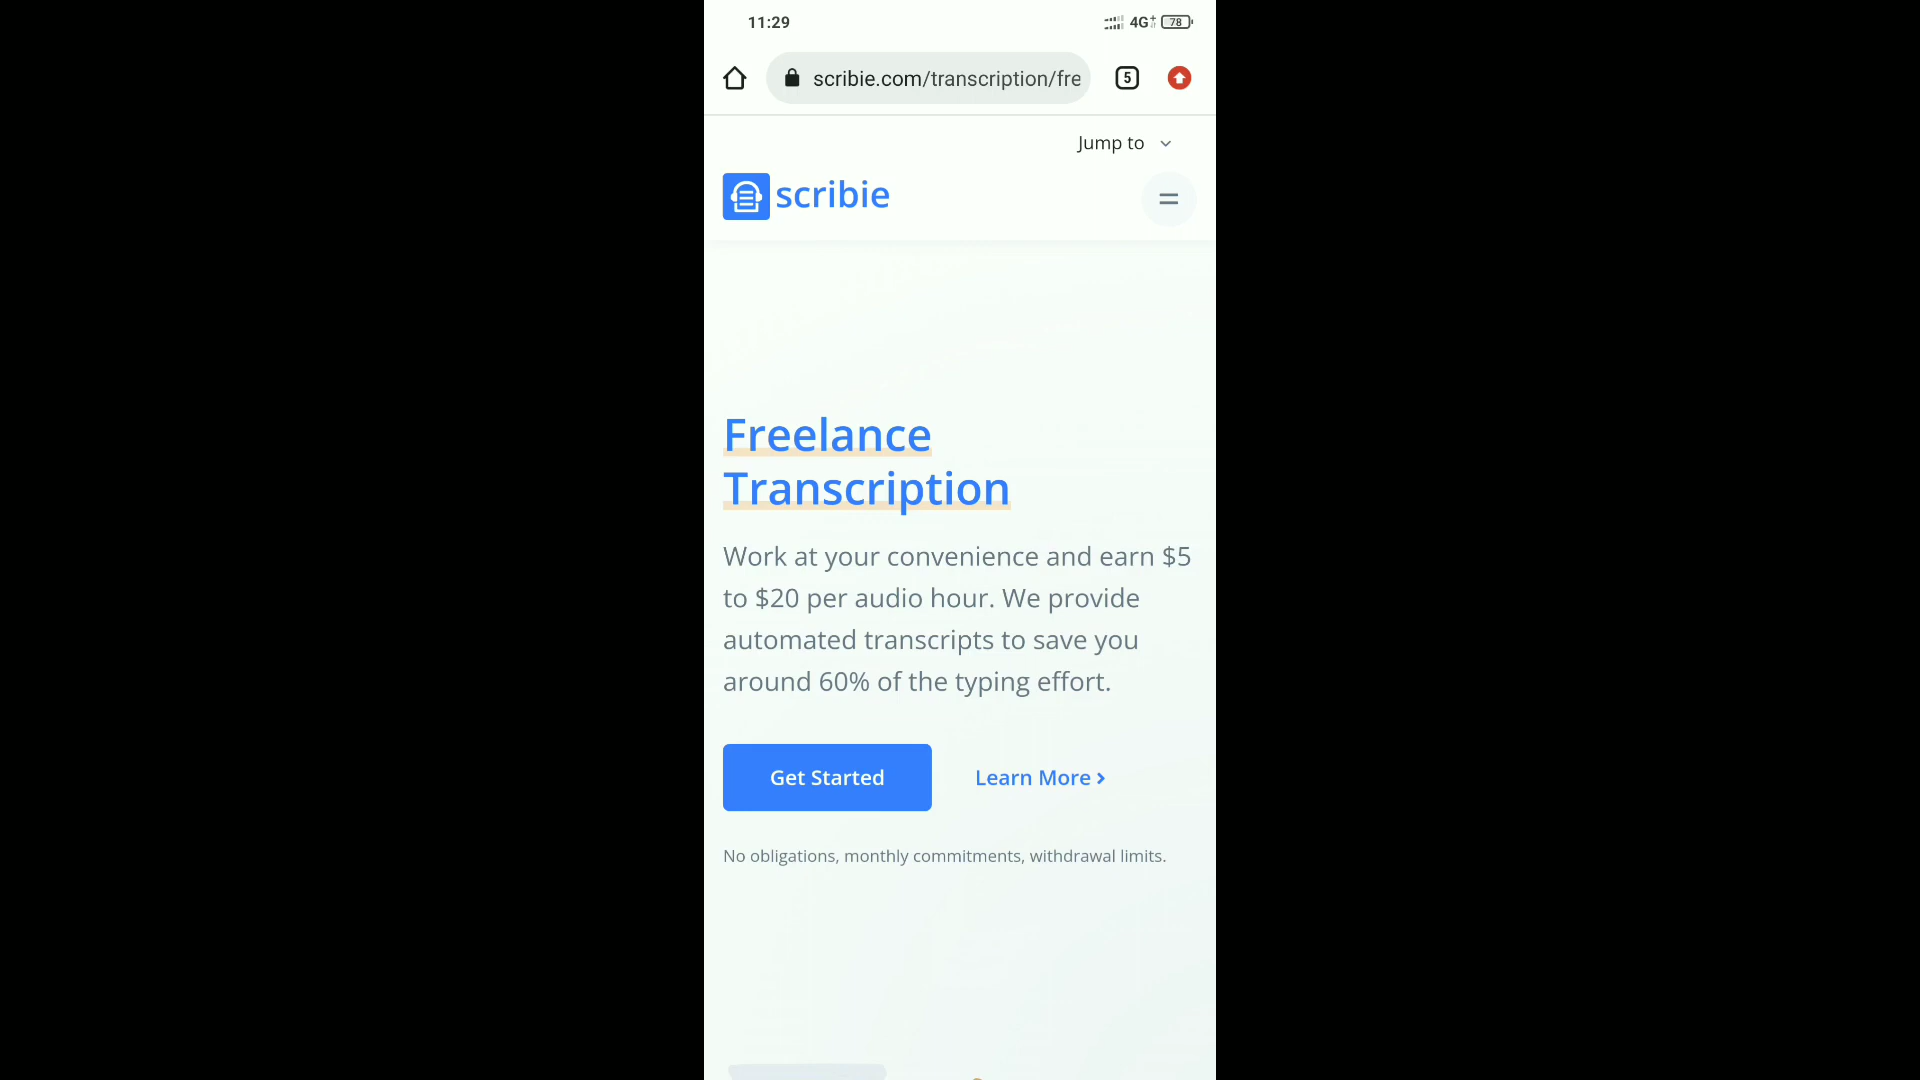 11:29
4G+ 78
scribie.com/transcription/fre
5
Jump to
scribie
Freelance
Transcription
Work at your convenience and earn $5
to $20 per audio hour. We provide
automated transcripts to save you
around 60% of the typing effort.
Get Started
Learn More
No obligations, monthly commitments, withdrawal limits.